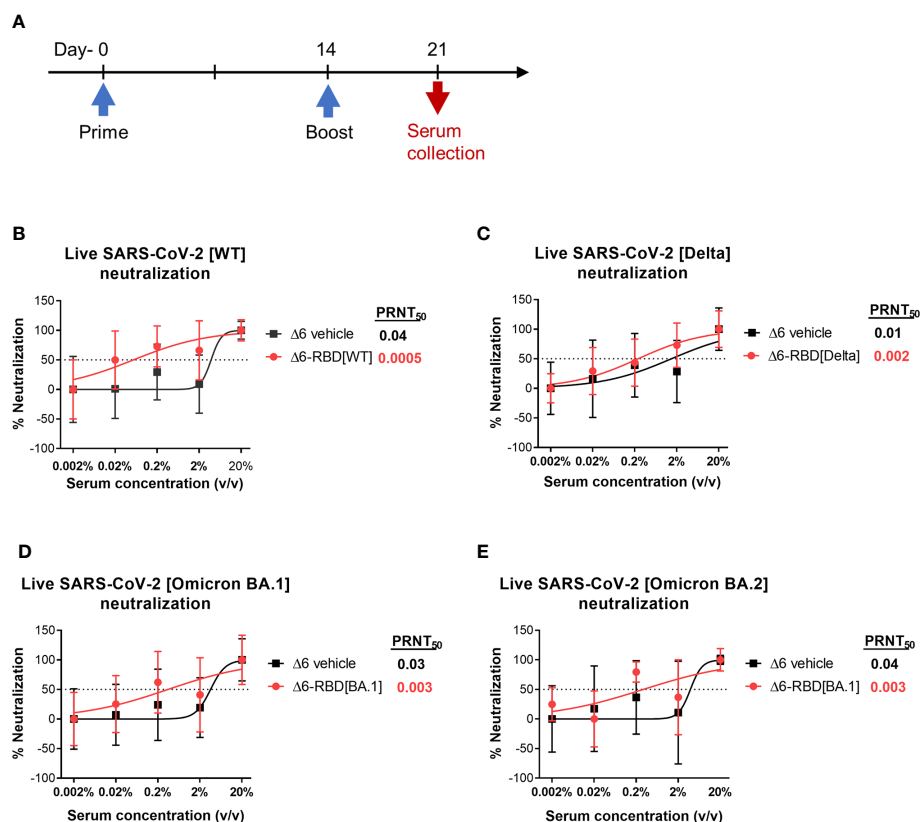 A
Day- 0 14 21
Prime Boost Serum
collection
B
Live SARS-CoV-2 [WT]
neutralization
% Neutralization
150
100
50
0
-50
-100
0.002% 0.02% 0.2% 2% 20%
Serum concentration (v/v)
PRNT50
Δ6 vehicle 0.04
Δ6-RBD[WT] 0.0005
C
Live SARS-CoV-2 [Delta]
neutralization
% Neutralization
150
100
50
0
-50
-100
0.002% 0.02% 0.2% 2% 20%
Serum concentration (v/v)
PRNT50
Δ6 vehicle 0.01
Δ6-RBD[Delta] 0.002
D
Live SARS-CoV-2 [Omicron BA.1]
neutralization
% Neutralization
150
100
50
0
-50
-100
0.002% 0.02% 0.2% 2% 20%
Serum concentration (v/v)
PRNT50
Δ6 vehicle 0.03
Δ6-RBD[BA.1] 0.003
E
Live SARS-CoV-2 [Omicron BA.2]
neutralization
% Neutralization
150
100
50
0
-50
-100
0.002% 0.02% 0.2% 2% 20%
Serum concentration (v/v)
PRNT50
Δ6 vehicle 0.04
Δ6-RBD[BA.1] 0.003